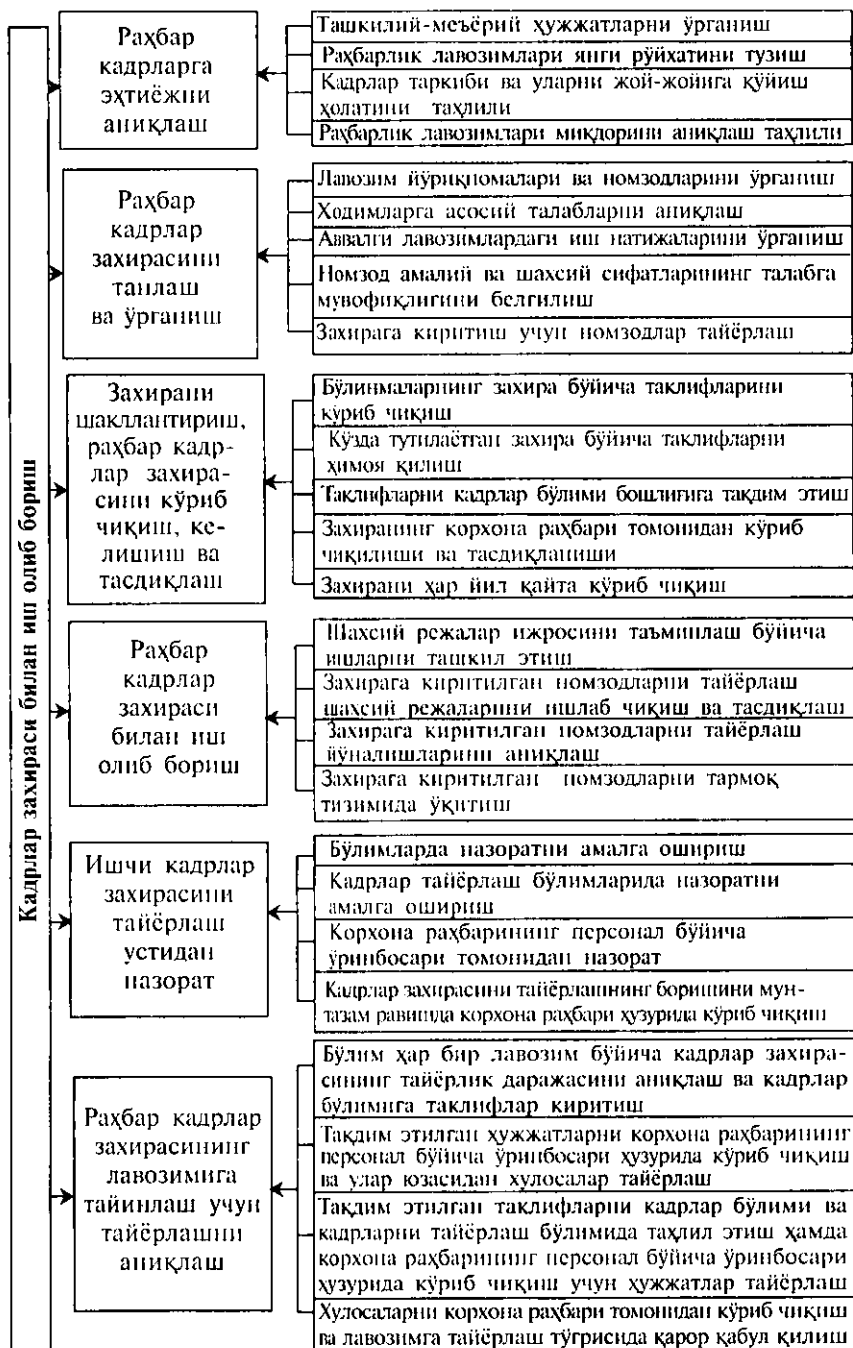 Кадрлар захираси билан иш олиб бориш
Раҳбар
кадрларга
эҳтиёжни
аниқлаш
Ташкилий-меъёрий ҳужжатларни ўрганиш
Раҳбарлик лавозимлари янги рўйхатини тузиш
Кадрлар таркиби ва уларни жой-жойига қўйиш
ҳолатини таҳлили
Раҳбарлик лавозимлари миқдорини аниқлаш таҳлили
Раҳбар
кадрлар
захирасини
танлаш
ва ўрганиш
Лавозим йўриқномалари ва номзодларини ўрганиш
Ходимларга асосий талабларни аниқлаш
Аввалги лавозимлардаги иш натижаларини ўрганиш
Номзод амалий ва шахсий сифатларининг талабга
мувофиқлигини белгилиш
Захирага киритиш учун номзодлар тайёрлаш
Захирани
шакллантириш,
раҳбар кадр-
лар захира-
сини кўриб
чиқиш, ке-
лишиш ва
тасдиқлаш
Бўлинмаларнинг захира бўйича таклифларини
кўриб чиқиш
Кўзда тутилаётган захира бўйича таклифларни
ҳимоя қилиш
Таклифларни кадрлар бўлими бошлиғига тақдим этиш
Захиранинг корхона раҳбари томонидан кўриб
чиқилиши ва тасдиқланиши
Захирани ҳар йил қайта кўриб чиқиш
Раҳбар
кадрлар
захираси
билан иш
олиб бориш
Шахсий режалар ижросини таъминлаш бўйича
ишларни ташкил этиш
Захирага киритилган номзодларни тайёрлаш
шахсий режаларини ишлаб чиқиш ва тасдиқлаш
Захирага киритилган номзодларни тайёрлаш
йўналишларини аниқлаш
Захирага киритилган номзодларни тармоқ
тизимида ўқитиш
Ишчи кадрлар
захирасини
тайёрлаш
устидан
назорат
Бўлимларда назоратни амалга ошириш
Кадрлар тайёрлаш бўлимларида назоратни
амалга ошириш
Корхона раҳбарининг персонал бўйича
ўринбосари томонидан назорат
Кадрлар захирасини тайёрлашнинг боришини мун-
тазам равишда корхона раҳбари ҳузурида кўриб чиқиш
Раҳбар кадрлар
захирасининг
лавозимига
тайинлаш учун
тайёрлашни
аниқлаш
Бўлим ҳар бир лавозим бўйича кадрлар захира-
сининг тайёрлик даражасини аниқлаш ва кадрлар
бўлимига таклифлар киритиш
Тақдим этилган ҳужжатларни корхона раҳбарининг
персонал бўйича ўринбосари ҳузурида кўриб чиқиш
ва улар юзасидан хулосалар тайёрлаш
Тақдим этилган таклифларни кадрлар бўлими ва
кадрларни тайёрлаш бўлимида таҳлил этиш ҳамда
корхона раҳбарининг персонал бўйича ўринбосари
ҳузурида кўриб чиқиш учун ҳужжатлар тайёрлаш
Хулосаларни корхона раҳбари томонидан кўриб чиқиш
ва лавозимга тайёрлаш тўғрисида қарор қабул қилиш